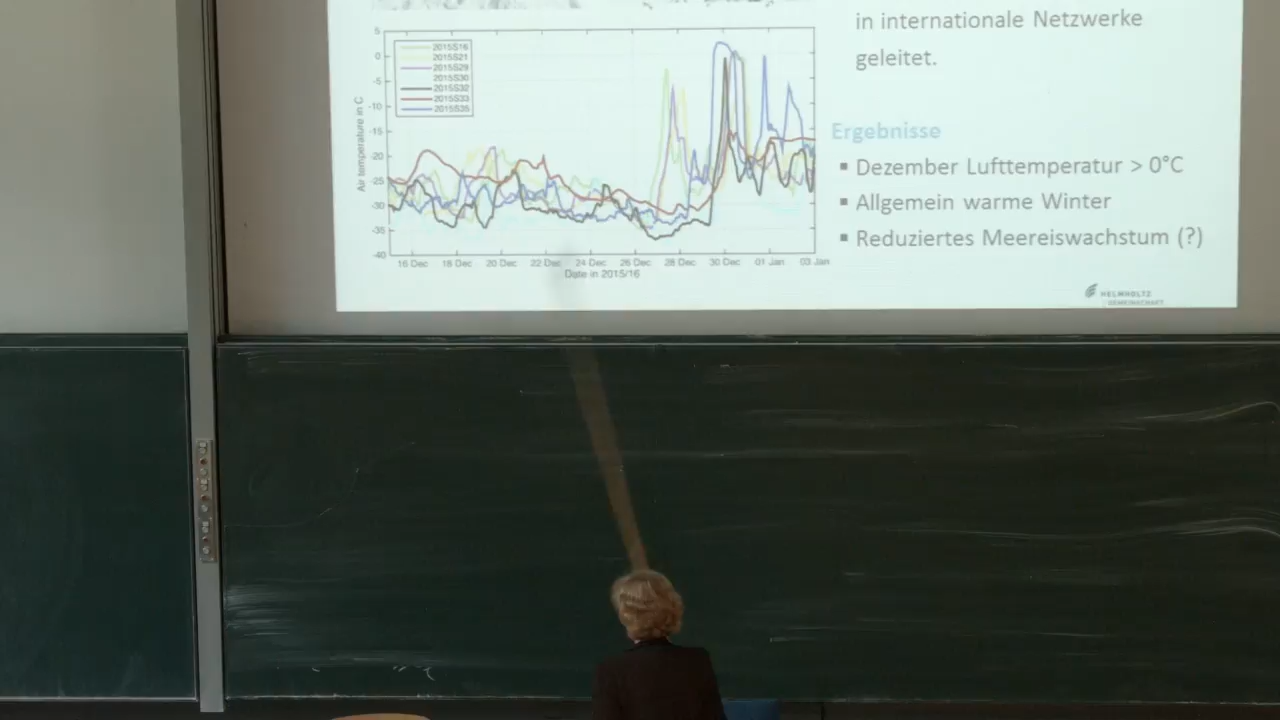 in internationale Netzwerke
geleitet.
5
0
-5
-10
-15
-20
-25
-30
-35
-40
Air temperature in C
2015S16
2015S21
2015S29
2015S30
2015S32
2015S33
2015S35
16 Dec 18 Dec 20 Dec 22 Dec 24 Dec 26 Dec 28 Dec 30 Dec 01 Jan 03 Jan
Date in 2015/16
Ergebnisse
▪ Dezember Lufttemperatur > 0°C
▪ Allgemein warme Winter
▪ Reduziertes Meereiswachstum (?)
HELMHOLTZ
GEMEINSCHAFT